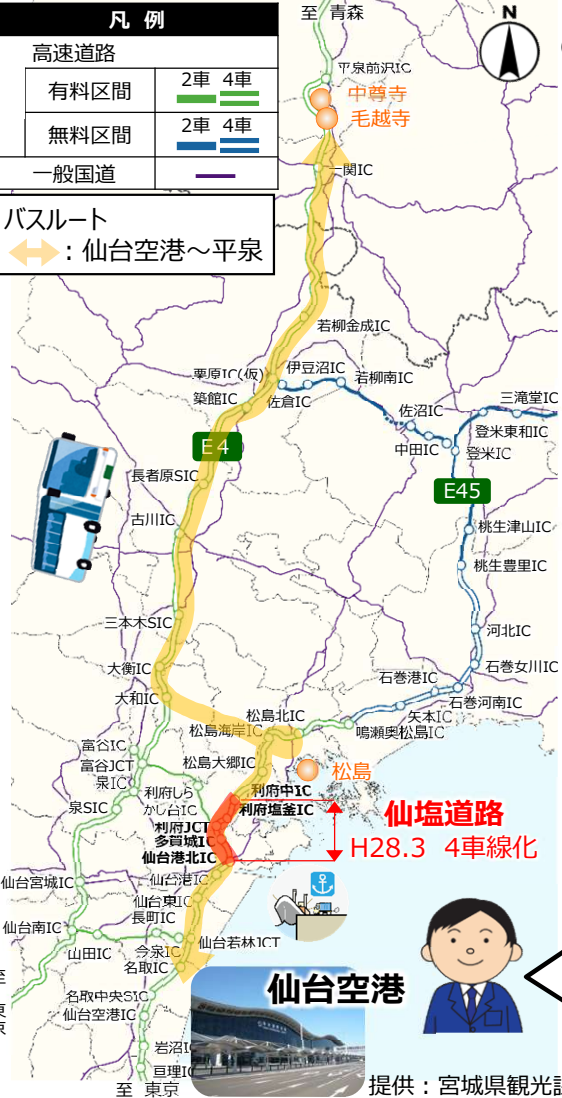 凡 例
高速道路
有料区間
2車 4車
無料区間
2車 4車
一般国道
バスルート
：仙台空港～平泉
至 青森
N
平泉前沢IC
中尊寺
毛越寺
一関IC
若柳金成IC
栗原IC(仮)
伊豆沼IC
若柳南IC
築館IC
佐倉IC
佐沼IC
三滝堂IC
登米東和IC
中田IC
登米IC
E4
E45
長者原SIC
古川IC
桃生津山IC
桃生豊里IC
三本木SIC
河北IC
大衡IC
石巻女川IC
石巻港IC
大和IC
石巻河南IC
矢本IC
松島北IC
松島海岸IC
鳴瀬奥松島IC
富谷IC
富谷JCT
松島大郷IC
泉IC
松島
利府しら
かし台IC
利府中IC
泉SIC
利府塩釜IC
利府JCT
多賀城IC
仙塩道路
H28.3 4車線化
仙台港北IC
仙台港IC
仙台宮城IC
仙台東IC
長町IC
仙台南IC
仙台若林JCT
山田IC
今泉IC
名取IC
至
東京
名取中央SIC
仙台空港IC
仙台空港
岩沼IC
亘理IC
至 東京
提供：宮城県観光課